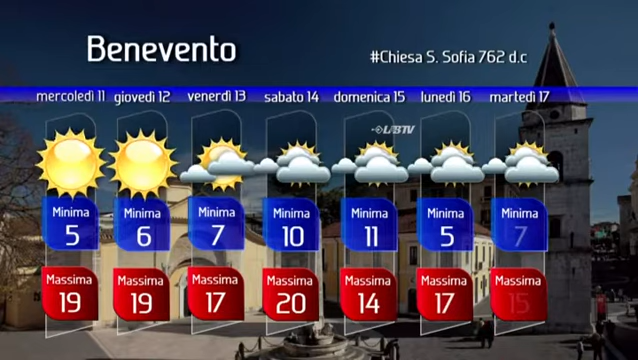 Benevento
#Chiesa S. Sofia 762 d.c
mercoledì 11 giovedì 12 venerdì 13 sabato 14 domenica 15 lunedì 16 martedì 17
LABTV
Minima Minima Minima Minima Minima Minima Minima
5 6 7 10 11 5 7
Massima Massima Massima Massima Massima Massima Massima
19 19 17 20 14 17 15